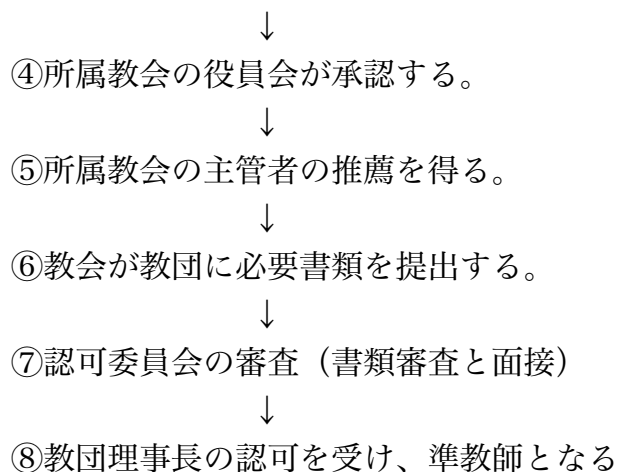 ↓
④所属教会の役員会が承認する。
↓
⑤所属教会の主管者の推薦を得る。
↓
⑥教会が教団に必要書類を提出する。
↓
⑦認可委員会の審査（書類審査と面接）
↓
⑧教団理事長の認可を受け、準教師となる